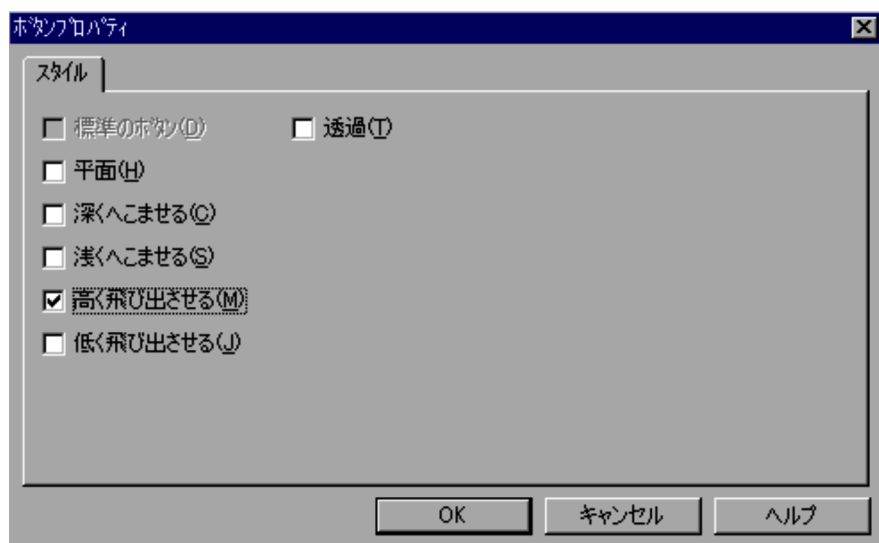 ﾎﾞﾀﾝﾌﾟﾛﾊﾟﾃｨ
ｽﾀｲﾙ
標準のﾎﾞﾀﾝ(D) 透過(T)
平面(H)
深くへこませる(C)
浅くへこませる(S)
高く飛び出させる(M)
低く飛び出させる(J)
OK キャンセル ヘルプ